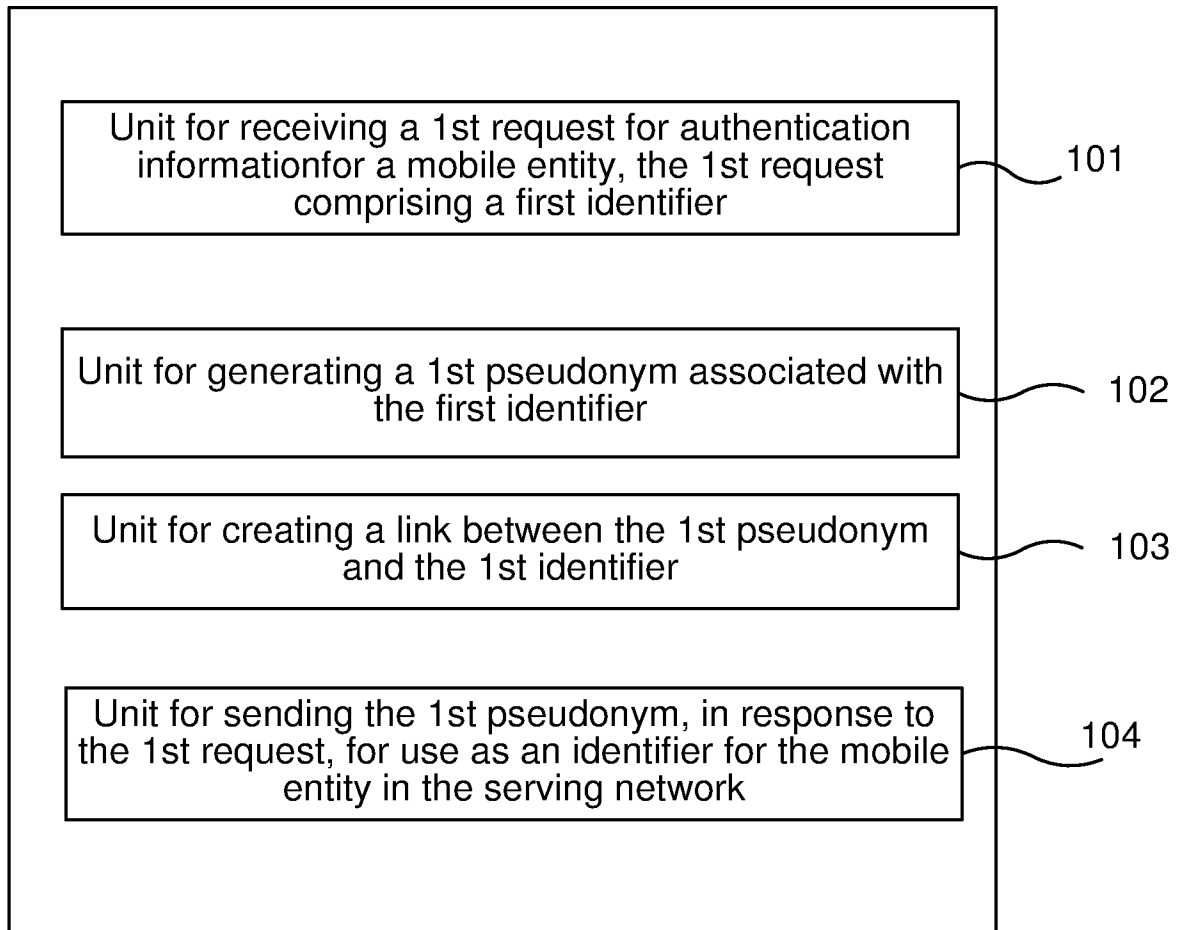 Unit for receiving a 1st request for authentication
informationfor a mobile entity, the 1st request
comprising a first identifier
101
Unit for generating a 1st pseudonym associated with
the first identifier
102
Unit for creating a link between the 1st pseudonym
and the 1st identifier
103
Unit for sending the 1st pseudonym, in response to
the 1st request, for use as an identifier for the mobile
entity in the serving network
104